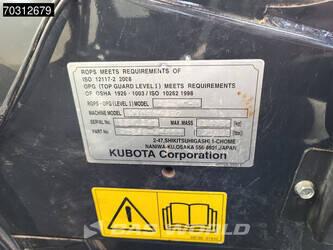 70312679
ROPS MEETS REQUIREMENTS OF
ISO 12117-2 2008
OPG (TOP GUARD LEVEL I) MEETS REQUIREMENTS
OF OSHA 1926 · 1003 / ISO 10262 1998
ROPS · OPG (LEVEL I) MODEL
MACHINE MODEL
SERIAL No. MAX. MASS
PART No.
2-47, SHIKITSUHIGASHI 1-CHOME
NANIWA-KU, OSAKA 556-8601, JAPAN
KUBOTA Corporation
BAS WORLD